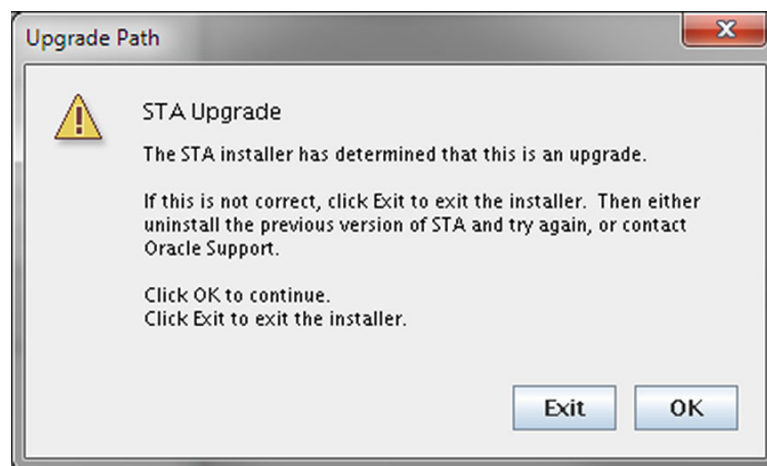 Upgrade Path
STA Upgrade
The STA installer has determined that this is an upgrade.
If this is not correct, click Exit to exit the installer. Then either
uninstall the previous version of STA and try again, or contact
Oracle Support.
Click OK to continue.
Click Exit to exit the installer.
Exit OK